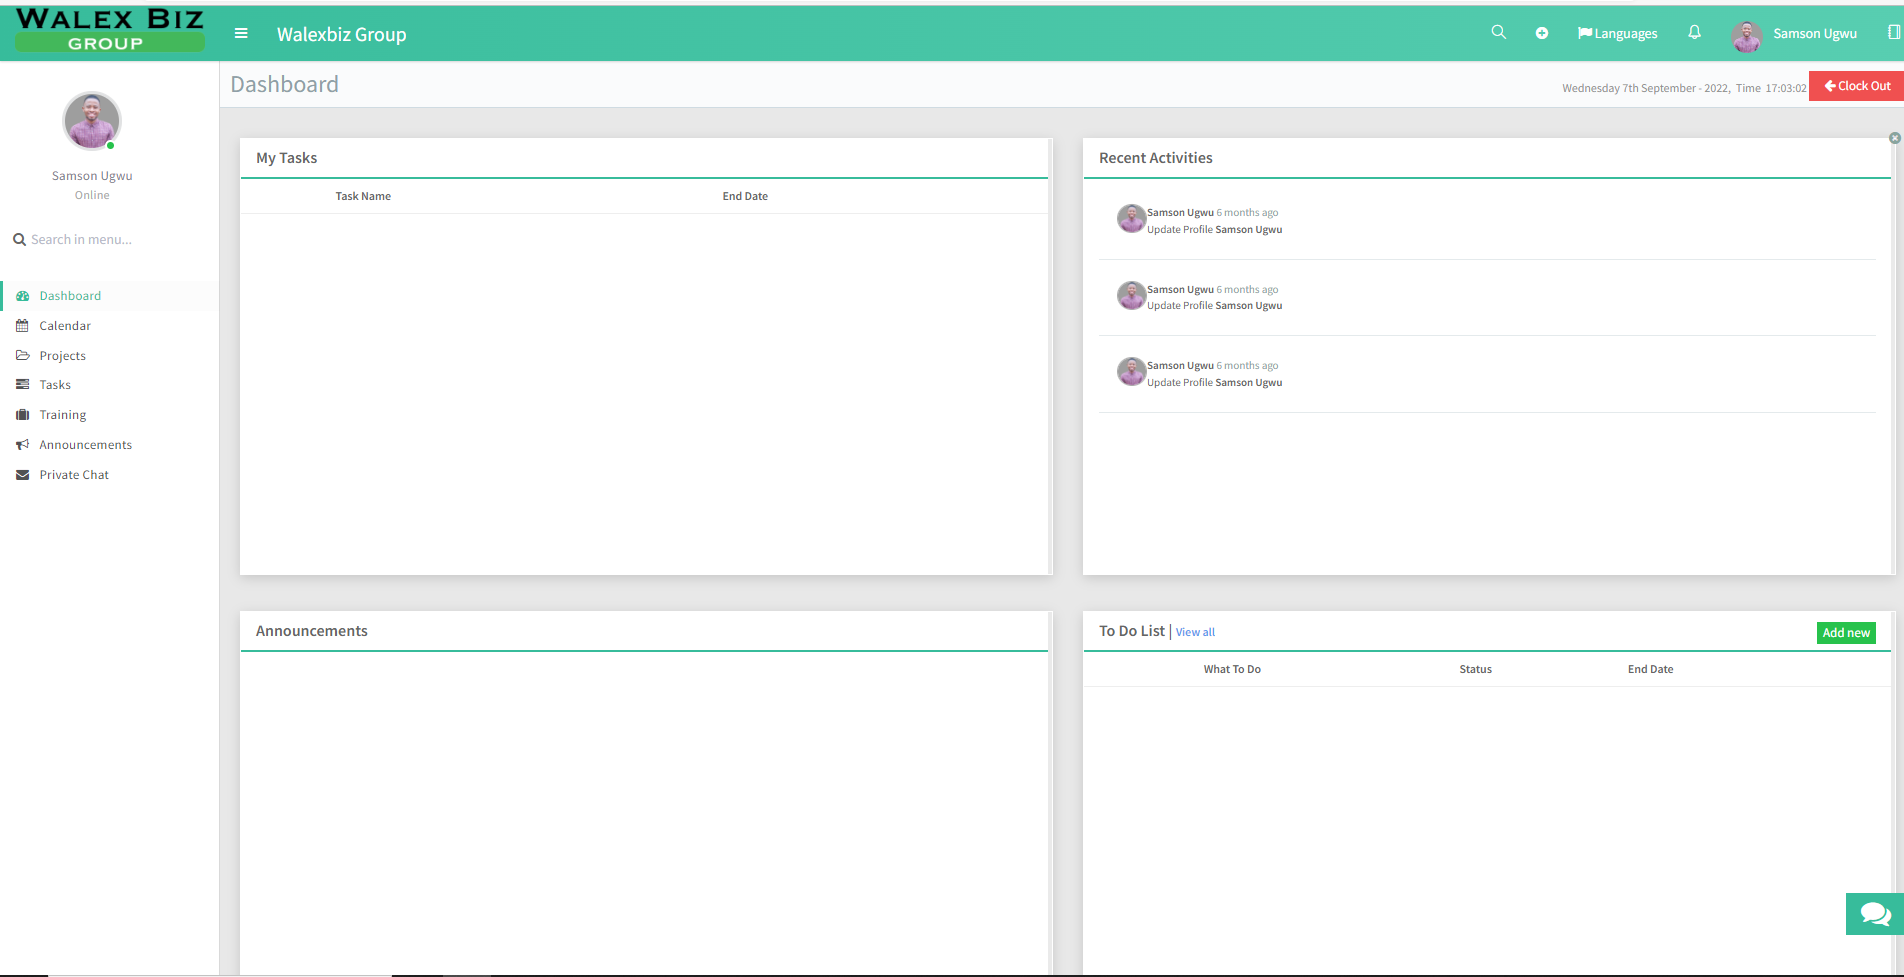 WALEX BIZ
GROUP
Walexbiz Group
Languages
Samson Ugwu
Dashboard
Wednesday 7th September - 2022, Time 17:03:02
Clock Out
Samson Ugwu
Online
Search in menu...
Dashboard
Calendar
Projects
Tasks
Training
Announcements
Private Chat
My Tasks
Task Name End Date
Recent Activities
Samson Ugwu 6 months ago
Update Profile Samson Ugwu
Samson Ugwu 6 months ago
Update Profile Samson Ugwu
Samson Ugwu 6 months ago
Update Profile Samson Ugwu
Announcements
To Do List | View all
Add new
What To Do Status End Date